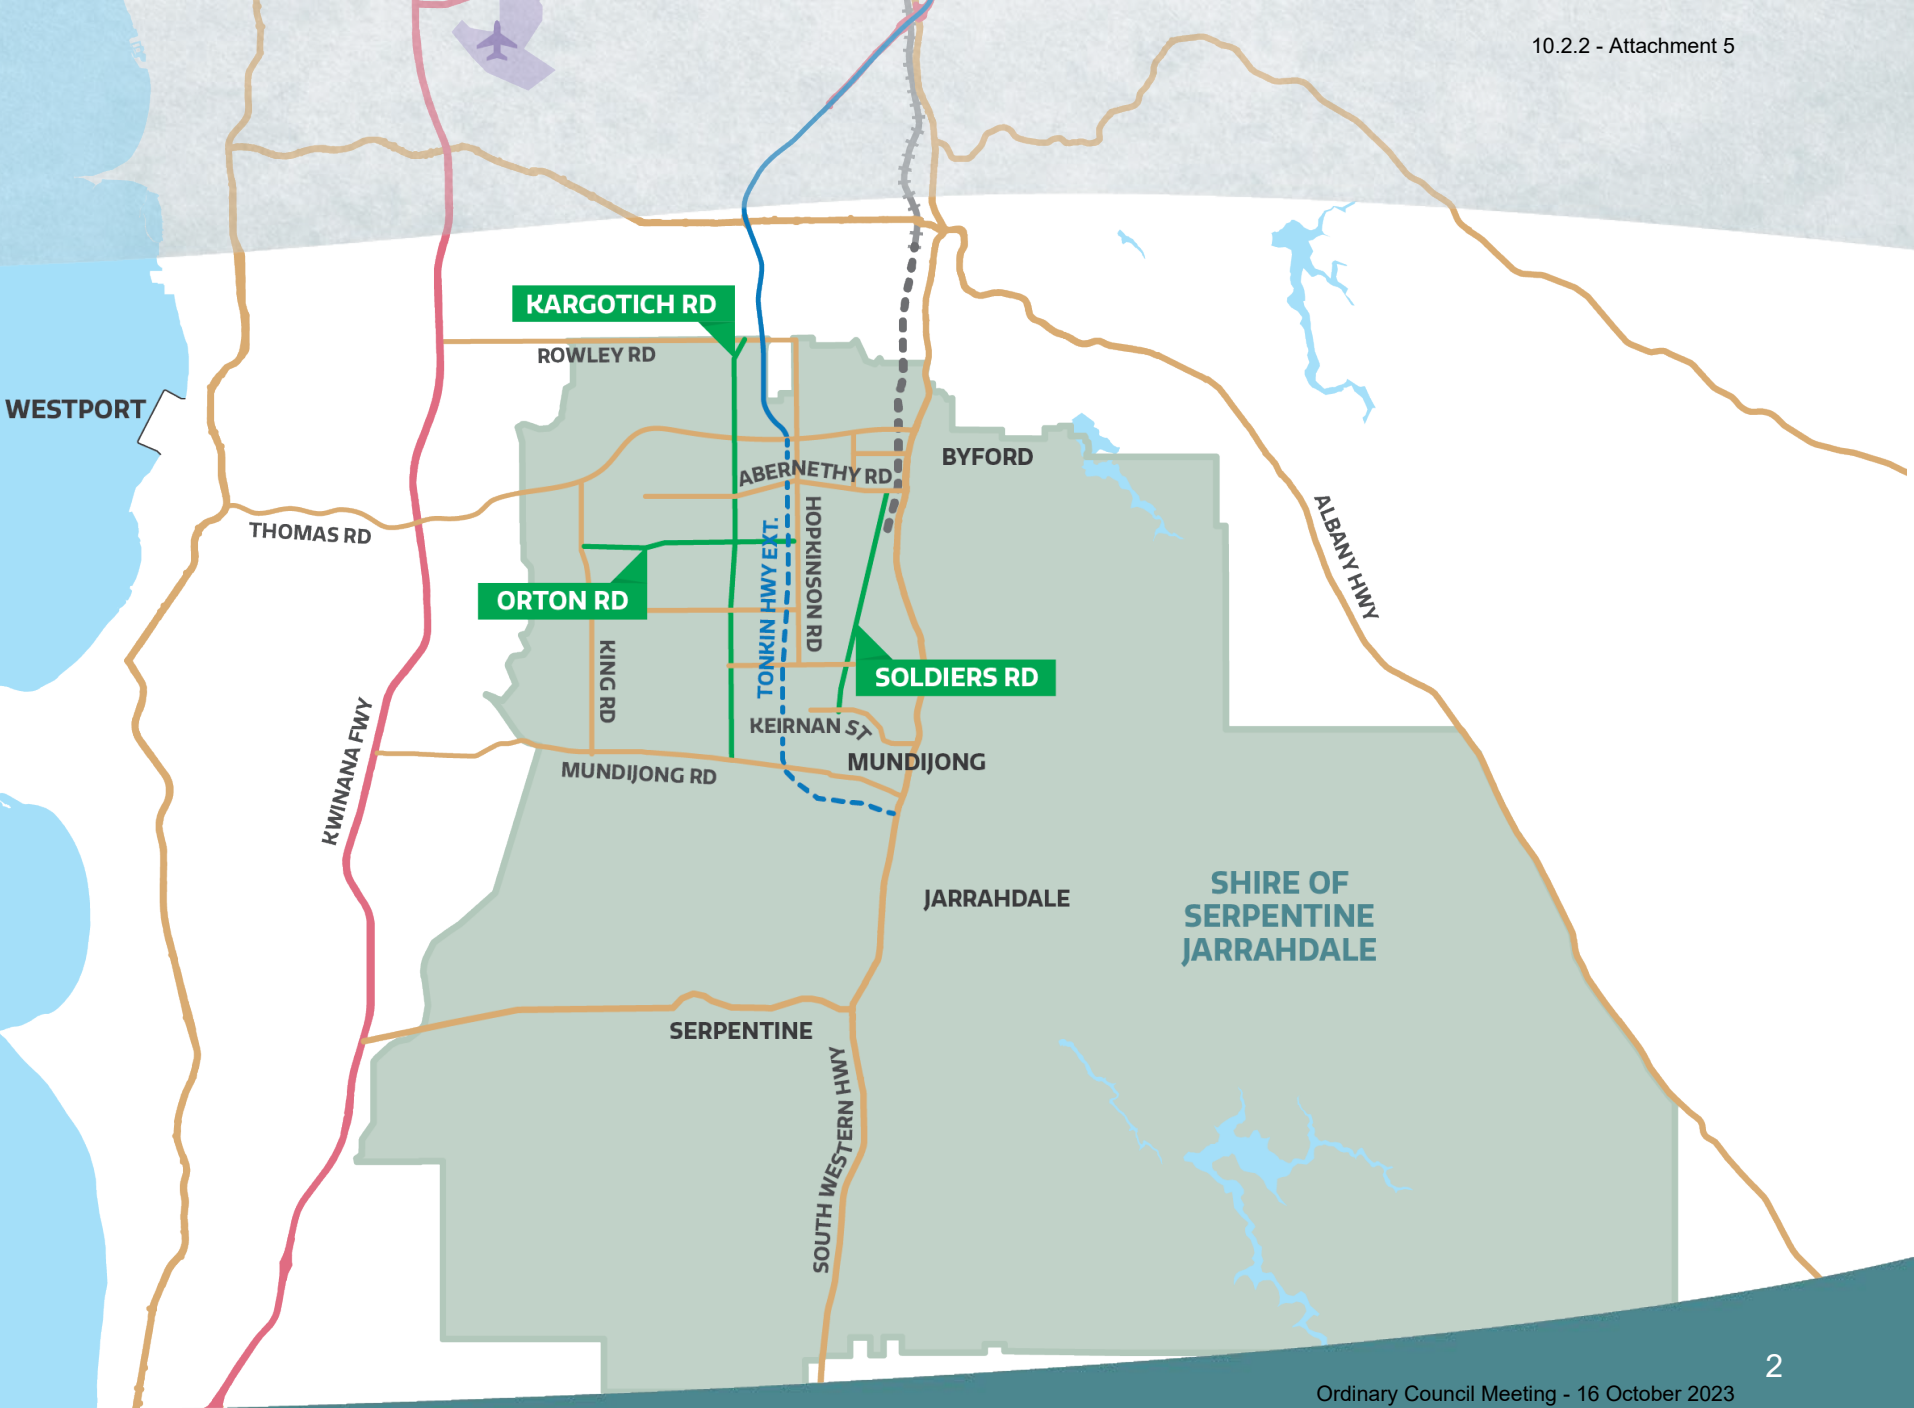 10.2.2 - Attachment 5
KARGOTICH RD
ROWLEY RD
WESTPORT
BYFORD
ABERNETHY RD
THOMAS RD
HOPKINSON RD
TONKIN HWY EXT.
ALBANY HWY
ORTON RD
KING RD
SOLDIERS RD
KEIRNAN ST
KWINANA FWY
MUNDIJONG
MUNDIJONG RD
JARRAHDALE
SHIRE OF
SERPENTINE
JARRAHDALE
SERPENTINE
SOUTH WESTERN HWY
2
Ordinary Council Meeting - 16 October 2023